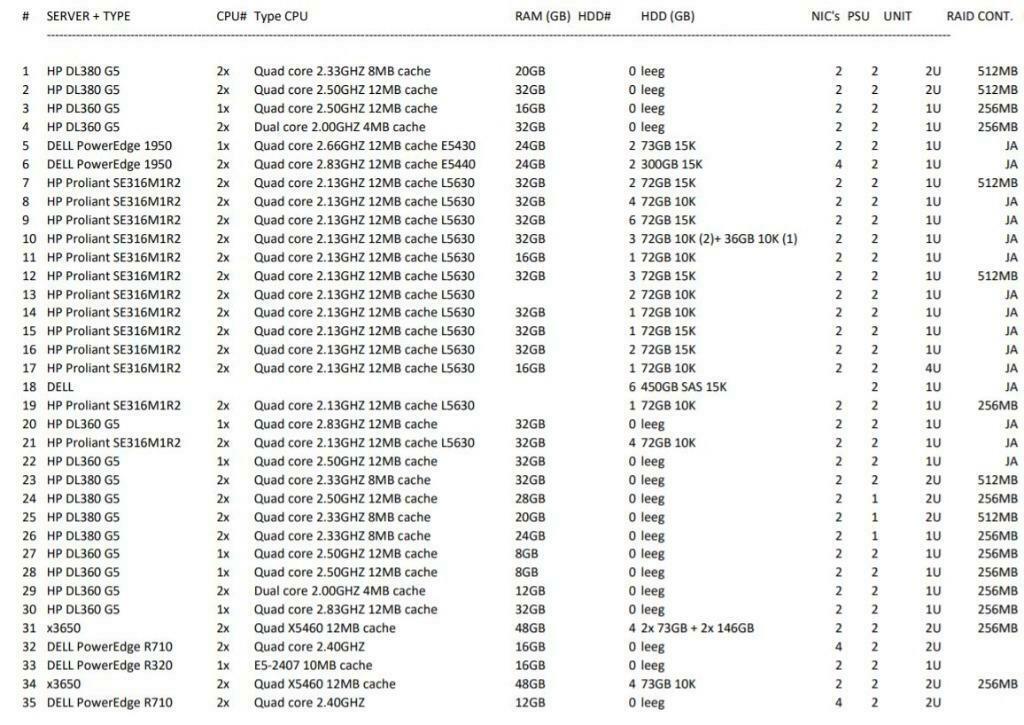 # SERVER + TYPE CPU# Type CPU RAM (GB) HDD# HDD (GB) NIC's PSU UNIT RAID CONT.
1 HP DL380 G5 2x Quad core 2.33GHZ 8MB cache 20GB 0 leeg 2 2 2U 512MB
2 HP DL380 G5 2x Quad core 2.50GHZ 12MB cache 32GB 0 leeg 2 2 2U 512MB
3 HP DL360 G5 1x Quad core 2.50GHZ 12MB cache 16GB 0 leeg 2 2 1U 256MB
4 HP DL360 G5 2x Dual core 2.00GHZ 4MB cache 32GB 0 leeg 2 2 1U 256MB
5 DELL PowerEdge 1950 1x Quad core 2.66GHZ 12MB cache E5430 24GB 2 73GB 15K 2 2 1U JA
6 DELL PowerEdge 1950 2x Quad core 2.83GHZ 12MB cache E5440 24GB 2 300GB 15K 4 2 1U JA
7 HP Proliant SE316M1R2 2x Quad core 2.13GHZ 12MB cache L5630 32GB 2 72GB 15K 2 2 1U 512MB
8 HP Proliant SE316M1R2 2x Quad core 2.13GHZ 12MB cache L5630 32GB 4 72GB 10K 2 2 1U JA
9 HP Proliant SE316M1R2 2x Quad core 2.13GHZ 12MB cache L5630 32GB 6 72GB 15K 2 2 1U JA
10 HP Proliant SE316M1R2 2x Quad core 2.13GHZ 12MB cache L5630 32GB 3 72GB 10K (2)+ 36GB 10K (1) 2 2 1U JA
11 HP Proliant SE316M1R2 2x Quad core 2.13GHZ 12MB cache L5630 16GB 1 72GB 10K 2 2 1U JA
12 HP Proliant SE316M1R2 2x Quad core 2.13GHZ 12MB cache L5630 32GB 3 72GB 15K 2 2 1U 512MB
13 HP Proliant SE316M1R2 2x Quad core 2.13GHZ 12MB cache L5630 2 72GB 10K 2 2 1U JA
14 HP Proliant SE316M1R2 2x Quad core 2.13GHZ 12MB cache L5630 32GB 1 72GB 10K 2 2 1U JA
15 HP Proliant SE316M1R2 2x Quad core 2.13GHZ 12MB cache L5630 32GB 1 72GB 15K 2 2 1U JA
16 HP Proliant SE316M1R2 2x Quad core 2.13GHZ 12MB cache L5630 32GB 2 72GB 15K 2 2 1U JA
17 HP Proliant SE316M1R2 2x Quad core 2.13GHZ 12MB cache L5630 16GB 1 72GB 10K 2 2 4U JA
18 DELL 6 450GB SAS 15K 2 1U JA
19 HP Proliant SE316M1R2 2x Quad core 2.13GHZ 12MB cache L5630 1 72GB 10K 2 2 1U 256MB
20 HP DL360 G5 1x Quad core 2.83GHZ 12MB cache 32GB 0 leeg 2 2 1U JA
21 HP Proliant SE316M1R2 2x Quad core 2.13GHZ 12MB cache L5630 32GB 4 72GB 10K 2 2 1U JA
22 HP DL360 G5 1x Quad core 2.50GHZ 12MB cache 32GB 0 leeg 2 2 1U JA
23 HP DL380 G5 2x Quad core 2.33GHZ 8MB cache 32GB 0 leeg 2 2 2U 512MB
24 HP DL380 G5 2x Quad core 2.50GHZ 12MB cache 28GB 0 leeg 2 1 2U 256MB
25 HP DL380 G5 2x Quad core 2.33GHZ 8MB cache 20GB 0 leeg 2 1 2U 512MB
26 HP DL380 G5 2x Quad core 2.33GHZ 8MB cache 24GB 0 leeg 2 1 2U 256MB
27 HP DL360 G5 1x Quad core 2.50GHZ 12MB cache 8GB 0 leeg 2 2 1U 256MB
28 HP DL360 G5 1x Quad core 2.50GHZ 12MB cache 8GB 0 leeg 2 2 1U 256MB
29 HP DL360 G5 2x Dual core 2.00GHZ 4MB cache 12GB 0 leeg 2 2 1U 256MB
30 HP DL360 G5 1x Quad core 2.83GHZ 12MB cache 32GB 0 leeg 2 2 1U 256MB
31 x3650 2x Quad X5460 12MB cache 48GB 4 2x 73GB + 2x 146GB 2 2 2U 256MB
32 DELL PowerEdge R710 2x Quad core 2.40GHZ 16GB 0 leeg 4 2 2U
33 DELL PowerEdge R320 1x E5-2407 10MB cache 16GB 0 leeg 2 2 1U
34 x3650 2x Quad X5460 12MB cache 48GB 4 73GB 10K 2 2 2U 256MB
35 DELL PowerEdge R710 2x Quad core 2.40GHZ 12GB 0 leeg 4 2 2U